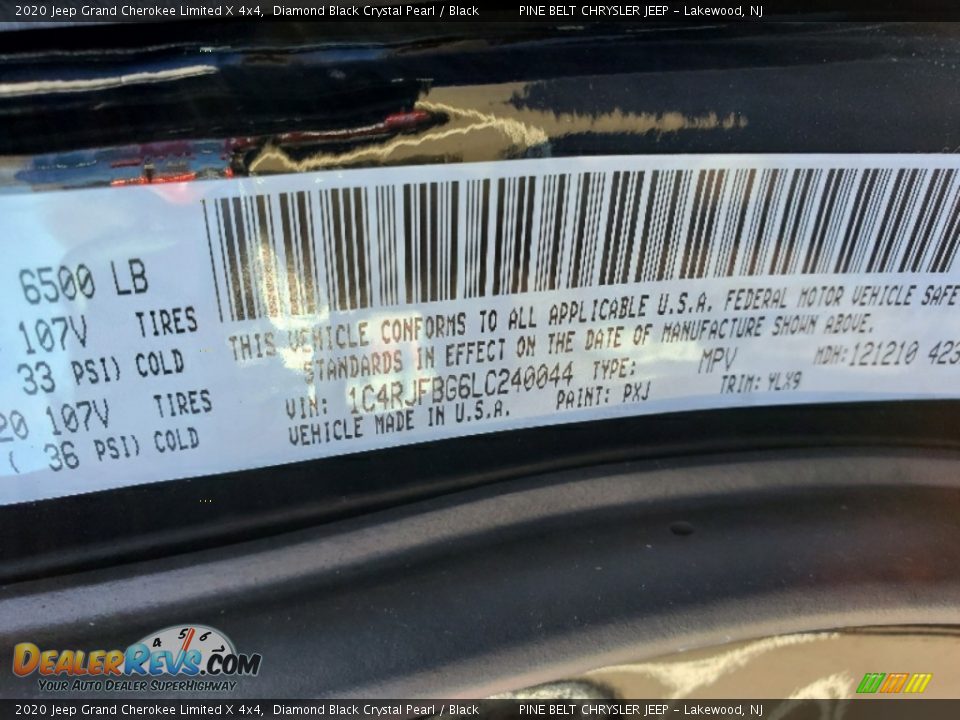 2020 Jeep Grand Cherokee Limited X 4x4, Diamond Black Crystal Pearl / Black PINE BELT CHRYSLER JEEP - Lakewood, NJ
6500 LB
107V TIRES
33 PSI) COLD
20 107V TIRES
( 36 PSI) COLD
THIS VEHICLE CONFORMS TO ALL APPLICABLE U.S.A. FEDERAL MOTOR VEHICLE SAFE
STANDARDS IN EFFECT ON THE DATE OF MANUFACTURE SHOWN ABOVE.
VIN: 1C4RJFBG6LC240044 TYPE: MPV MDH:121210 423
VEHICLE MADE IN U.S.A. PAINT: PXJ TRIM: YLX9
4 5 6
DEALERREVS.COM
YOUR AUTO DEALER SUPERHIGHWAY
2020 Jeep Grand Cherokee Limited X 4x4, Diamond Black Crystal Pearl / Black PINE BELT CHRYSLER JEEP - Lakewood, NJ